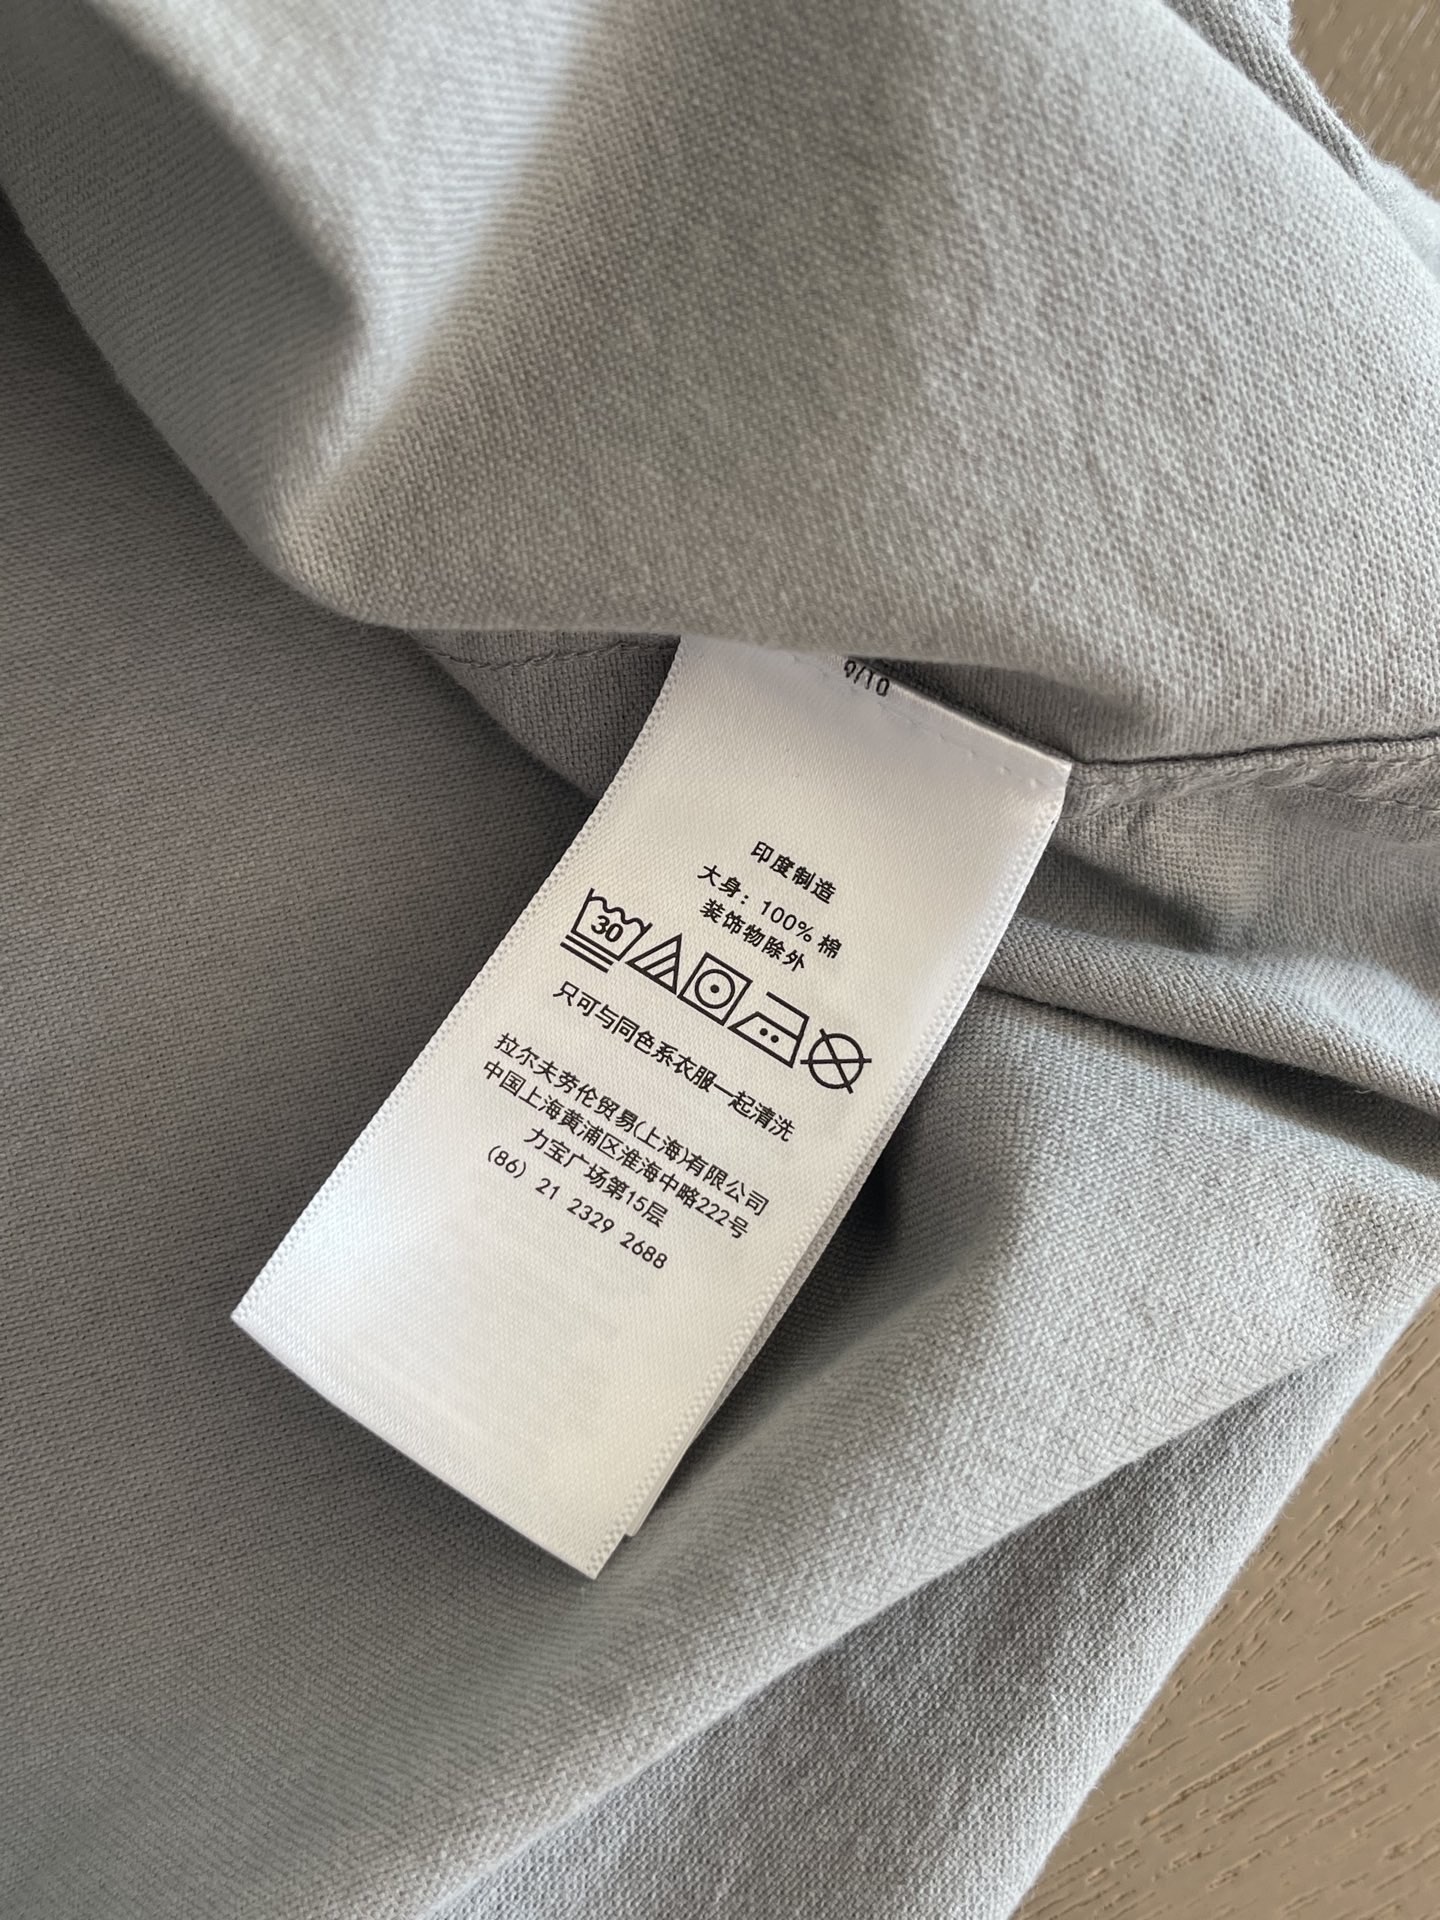 9/10
印度制造
大身: 100% 棉
装饰物除外
30
只可与同色系衣服一起清洗
拉尔夫劳伦贸易(上海)有限公司
中国上海黄浦区淮海中略222号
力宝广场第15层
(86) 21 2329 2688